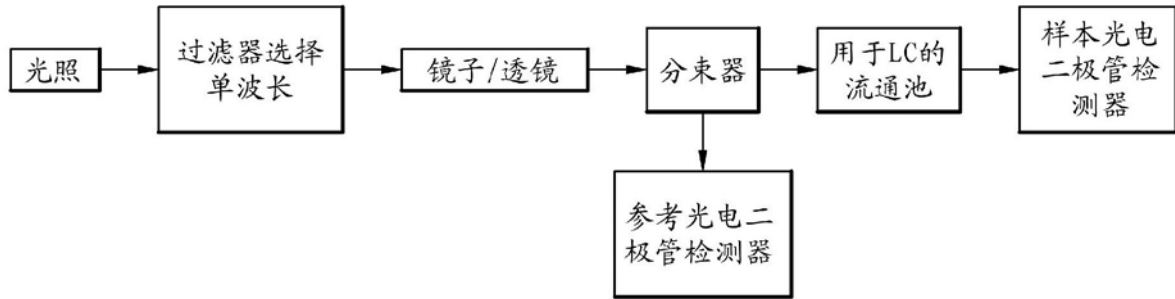 光照
过滤器选择
单波长
镜子/透镜
分束器
用于LC的
流通池
样本光电
二极管检
测器
参考光电二
极管检测器